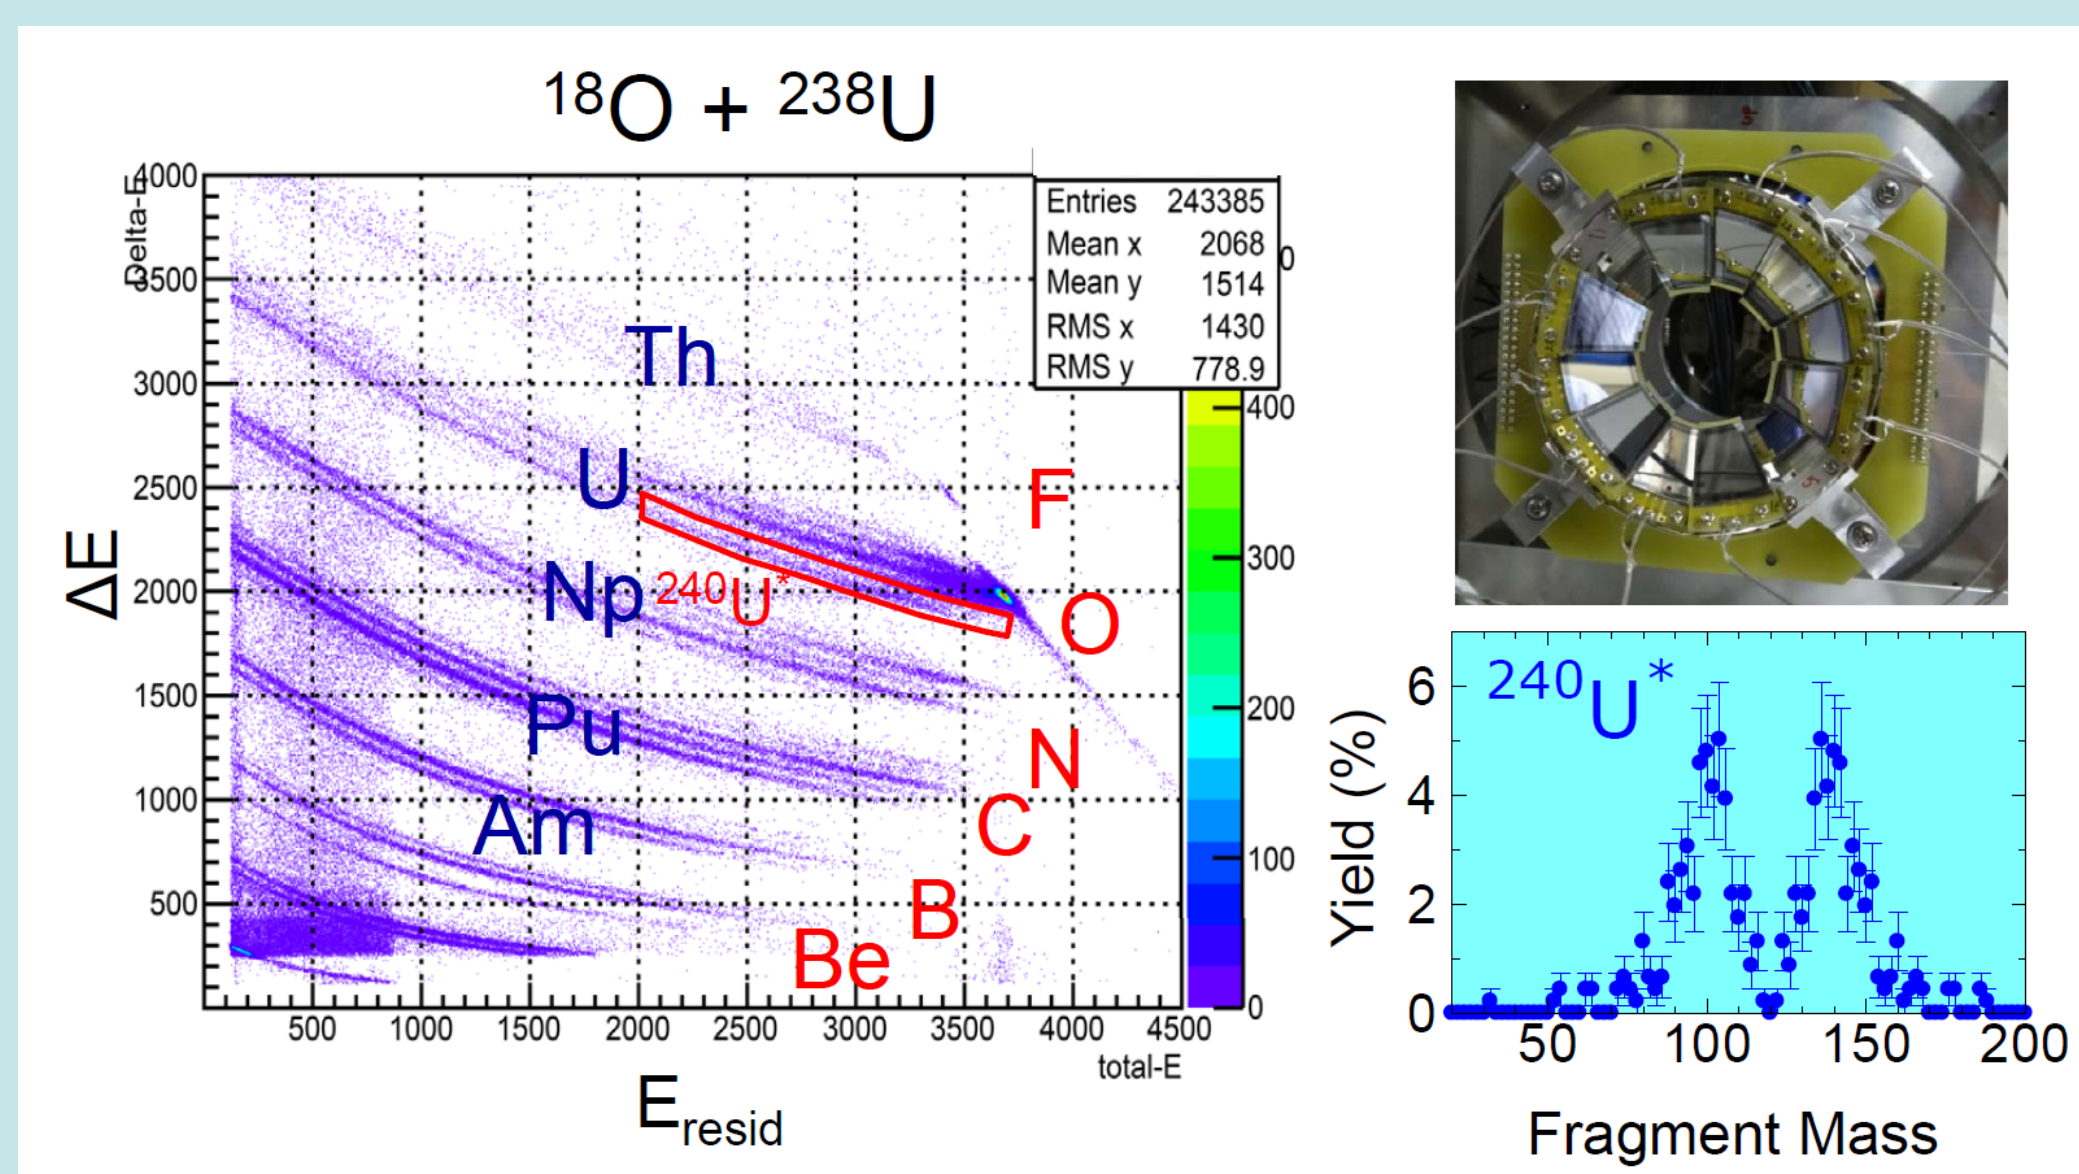 ¹⁸O + ²³⁸U
Delta-E
4000
3500
3000
2500
2000
1500
1000
500
ΔE
Entries 243385
Mean x 2068
Mean y 1514
RMS x 1430
RMS y 778.9
0
400
300
200
100
0
Th
U
Np
²⁴⁰U*
Pu
Am
F
O
N
C
B
Be
500 1000 1500 2000 2500 3000 3500 4000 4500
total-E
E_resid
²⁴⁰U*
Yield (%)
6
4
2
0
50 100 150 200
Fragment Mass